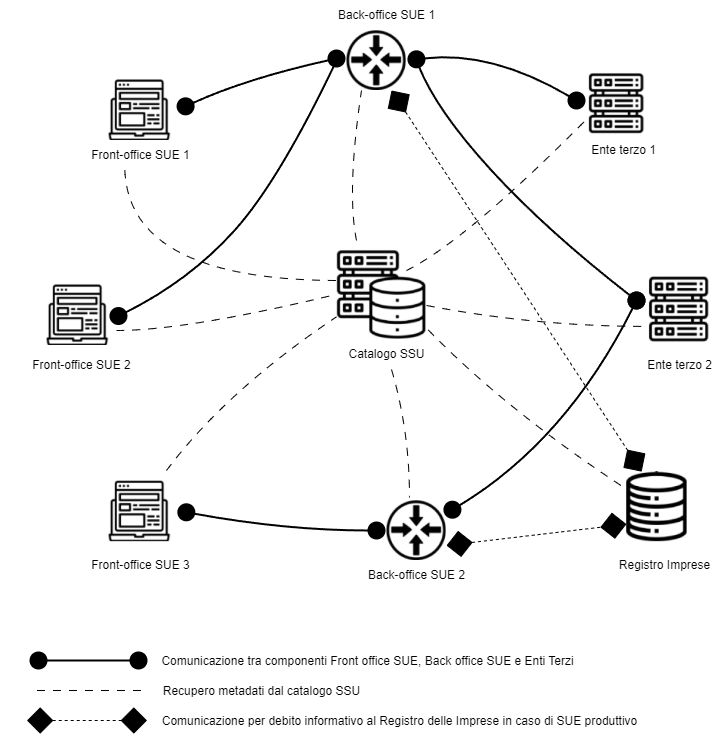 Back-office SUE 1
Front-office SUE 1
Ente terzo 1
Catalogo SSU
Front-office SUE 2
Ente terzo 2
Front-office SUE 3
Back-office SUE 2
Registro Imprese
Comunicazione tra componenti Front office SUE, Back office SUE e Enti Terzi
Recupero metadati dal catalogo SSU
Comunicazione per debito informativo al Registro delle Imprese in caso di SUE produttivo